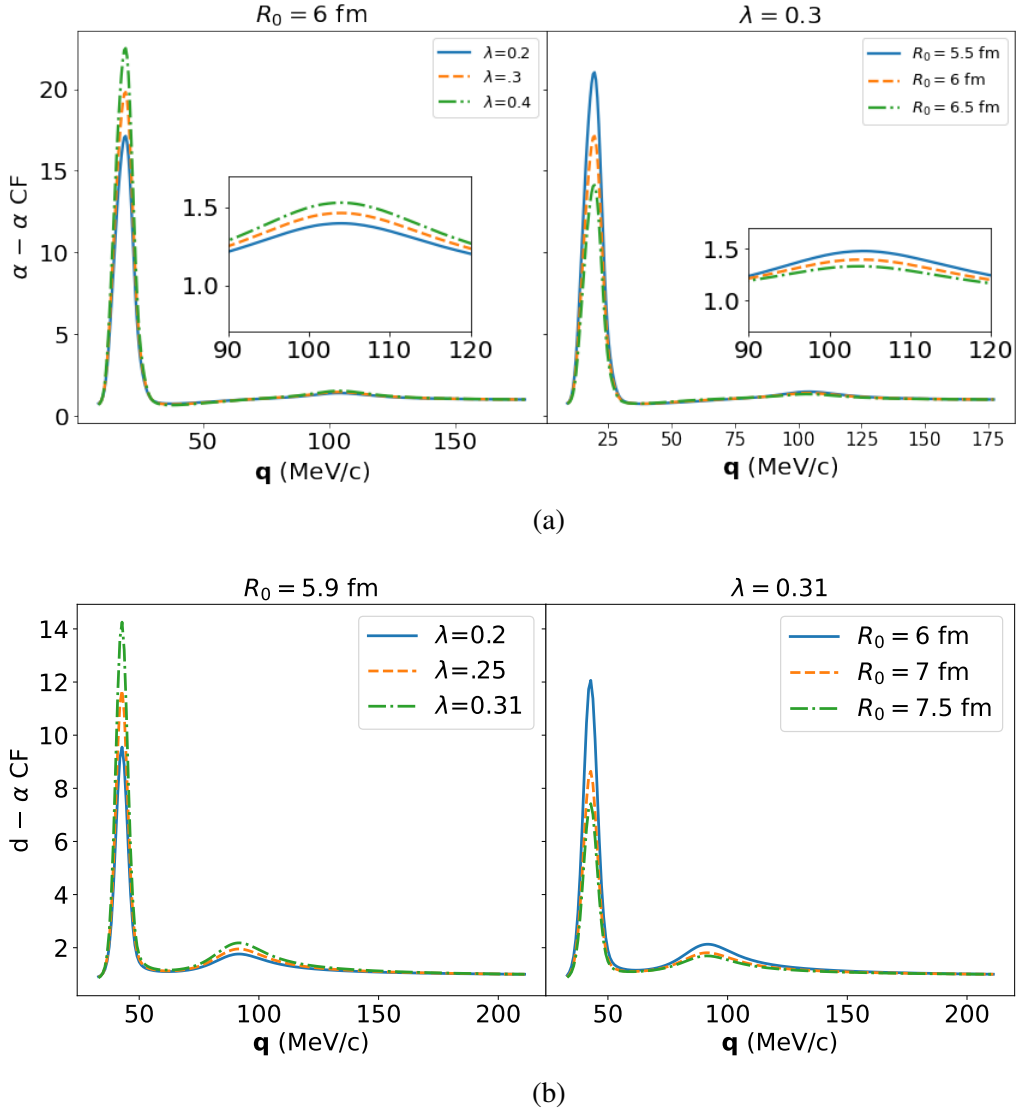 R₀ = 6 fm
λ = 0.3
λ=0.2
λ=.3
λ=0.4
R₀ = 5.5 fm
R₀ = 6 fm
R₀ = 6.5 fm
α − α CF
20
15
10
5
0
1.5
1.0
90 100 110 120
1.5
1.0
90 100 110 120
50 100 150
25 50 75 100 125 150 175
q (MeV/c)
q (MeV/c)
(a)
R₀ = 5.9 fm
λ = 0.31
λ=0.2
λ=.25
λ=0.31
R₀ = 6 fm
R₀ = 7 fm
R₀ = 7.5 fm
d − α CF
14
12
10
8
6
4
2
50 100 150 200
50 100 150 200
q (MeV/c)
q (MeV/c)
(b)